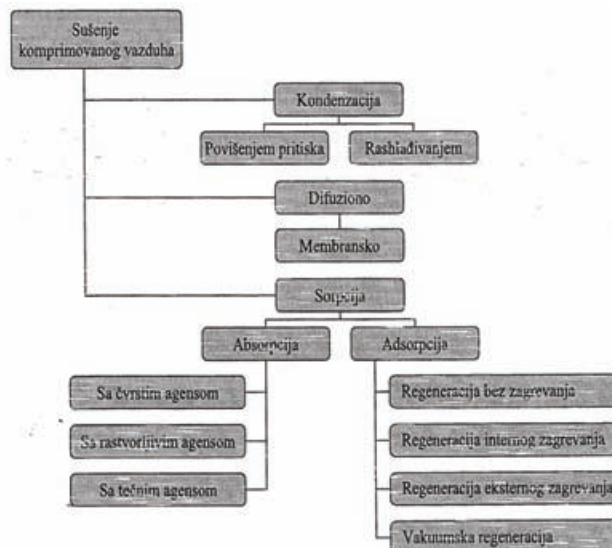 Sušenje
komprimovanog vazduha
Kondenzacija
Povišenjem pritiska
Rashlađivanjem
Difuziono
Membransko
Sorpcija
Absorpcija
Adsorpcija
Sa čvrstim agensom
Regeneracija bez zagrevanja
Sa rastvorljivim agensom
Regeneracija internog zagrevanja
Sa tečnim agensom
Regeneracija eksternog zagrevanja
Vakuumska regeneracija